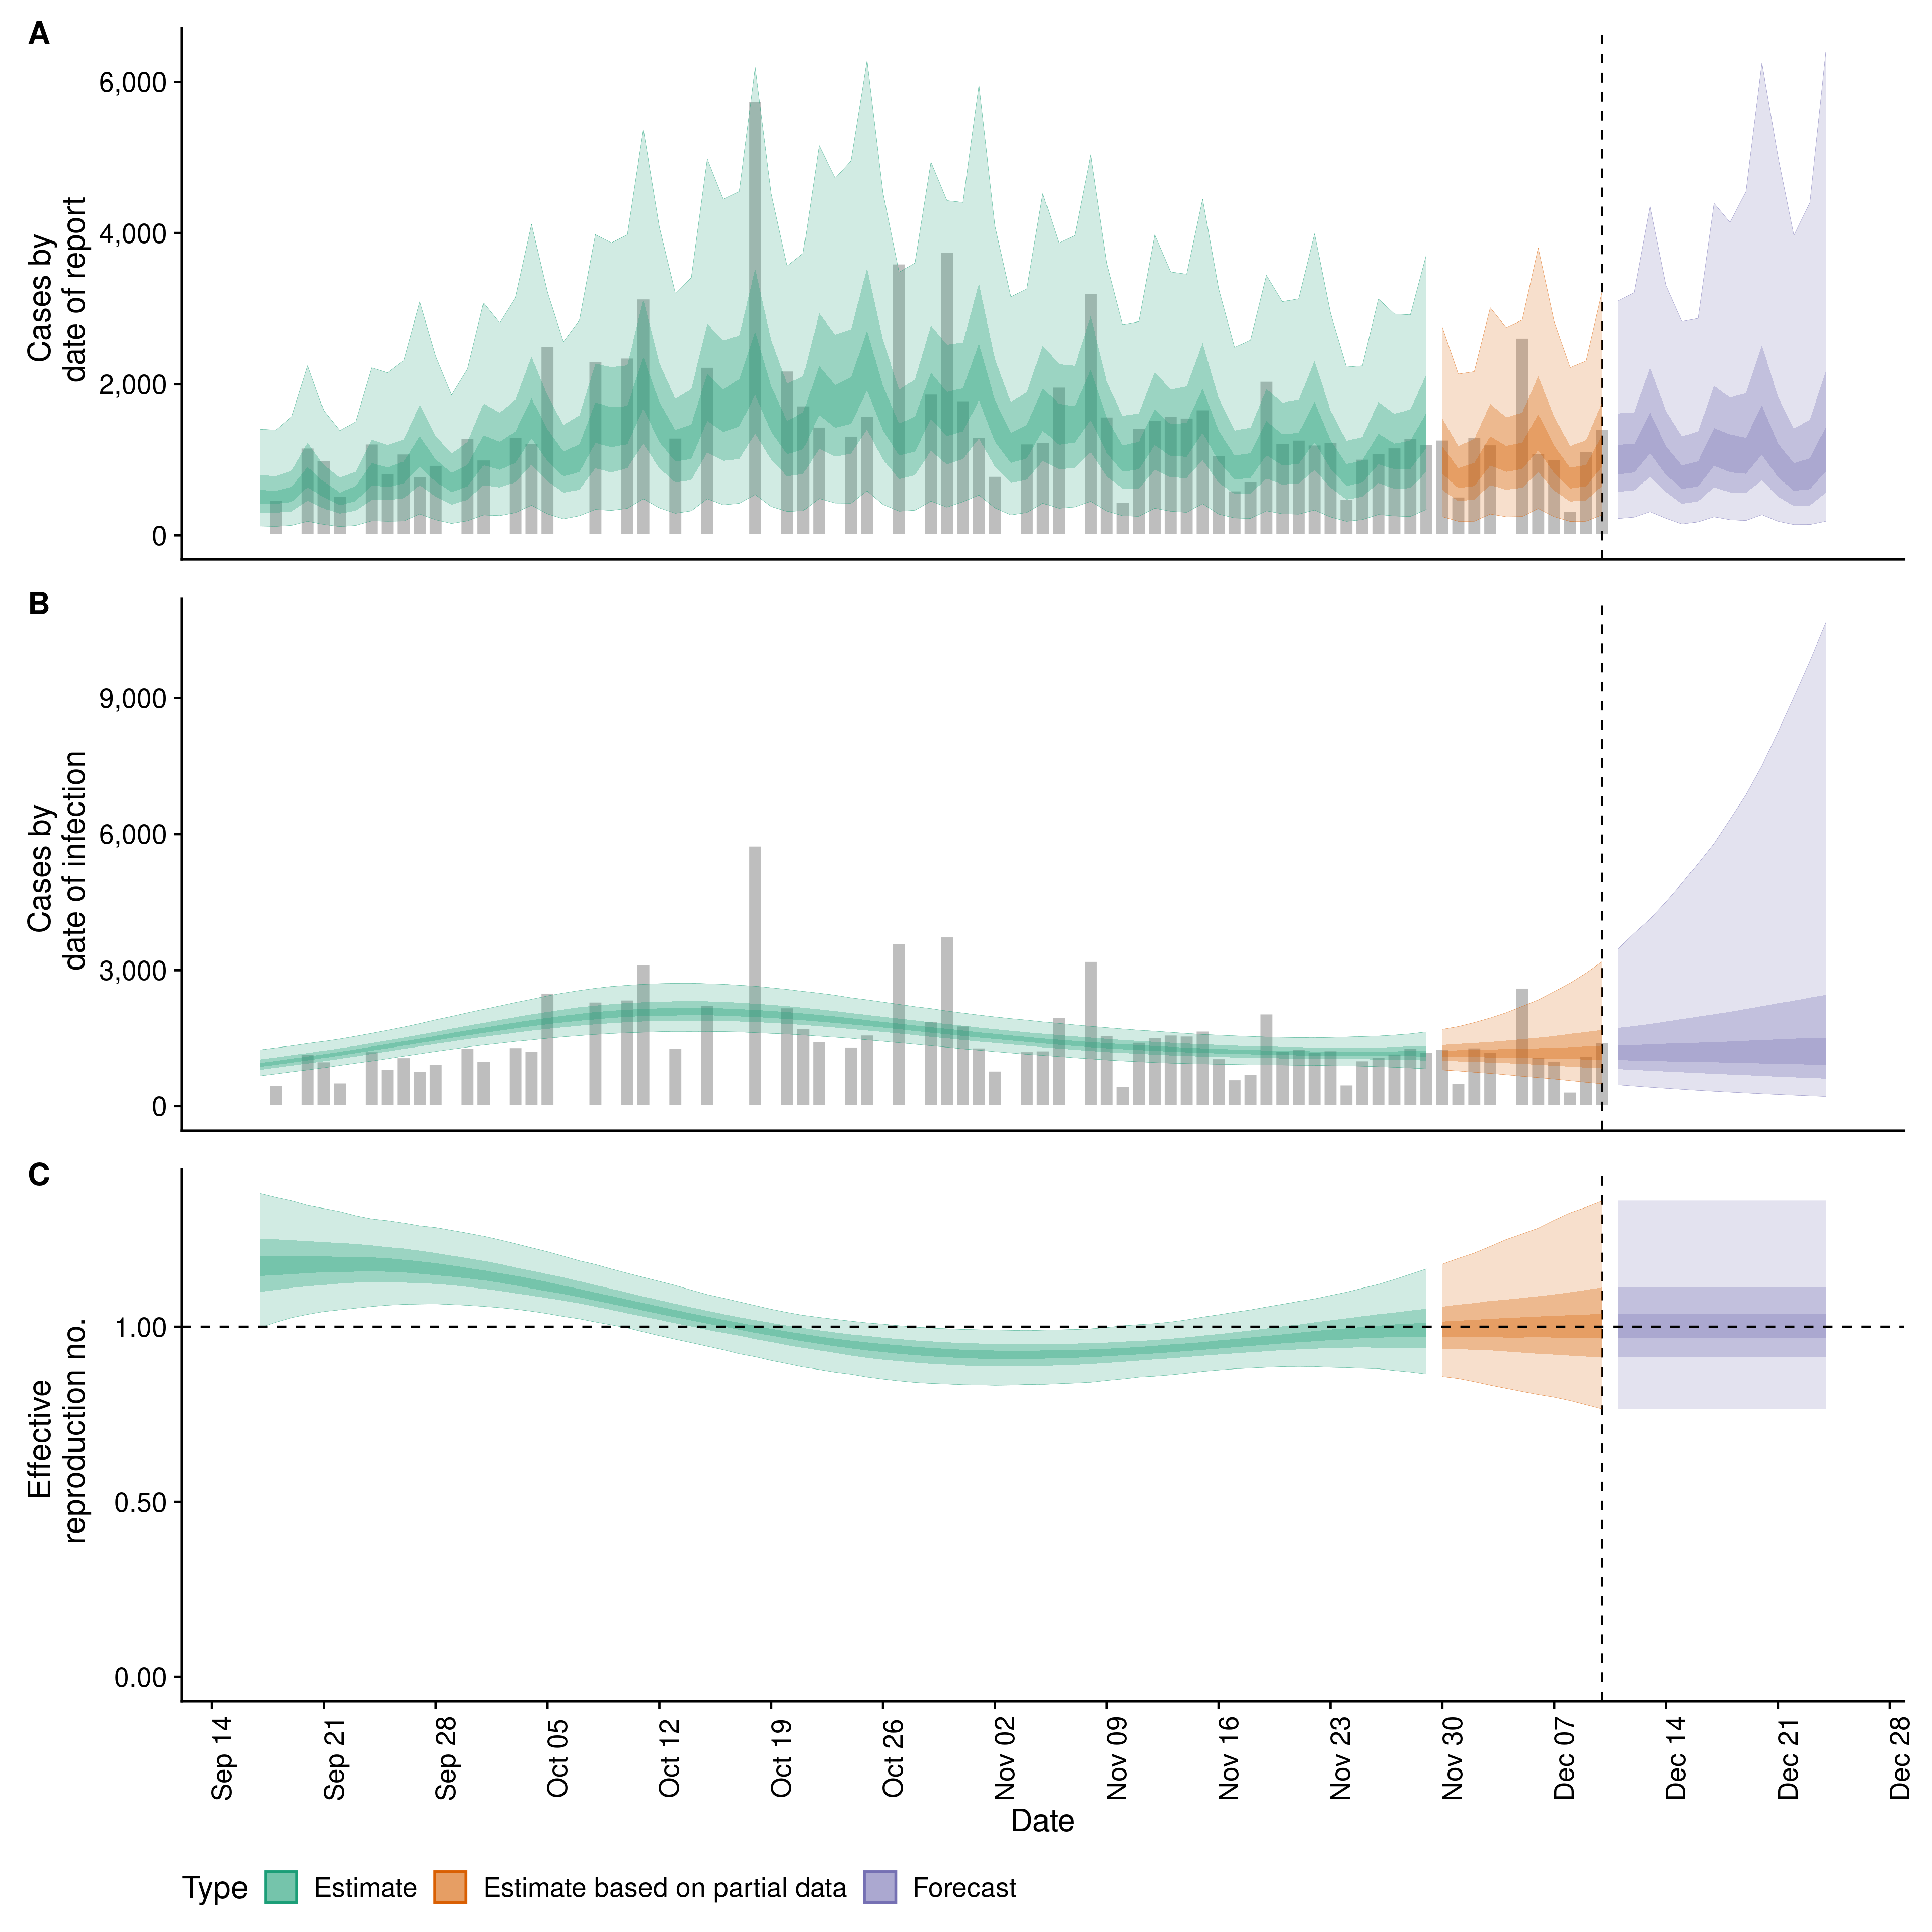 A
Cases by
date of report
6,000
4,000
2,000
0
B
Cases by
date of infection
9,000
6,000
3,000
0
C
Effective
reproduction no.
1.00
0.50
0.00
Sep 14
Sep 21
Sep 28
Oct 05
Oct 12
Oct 19
Oct 26
Nov 02
Nov 09
Nov 16
Nov 23
Nov 30
Dec 07
Dec 14
Dec 21
Dec 28
Date
Type Estimate Estimate based on partial data Forecast